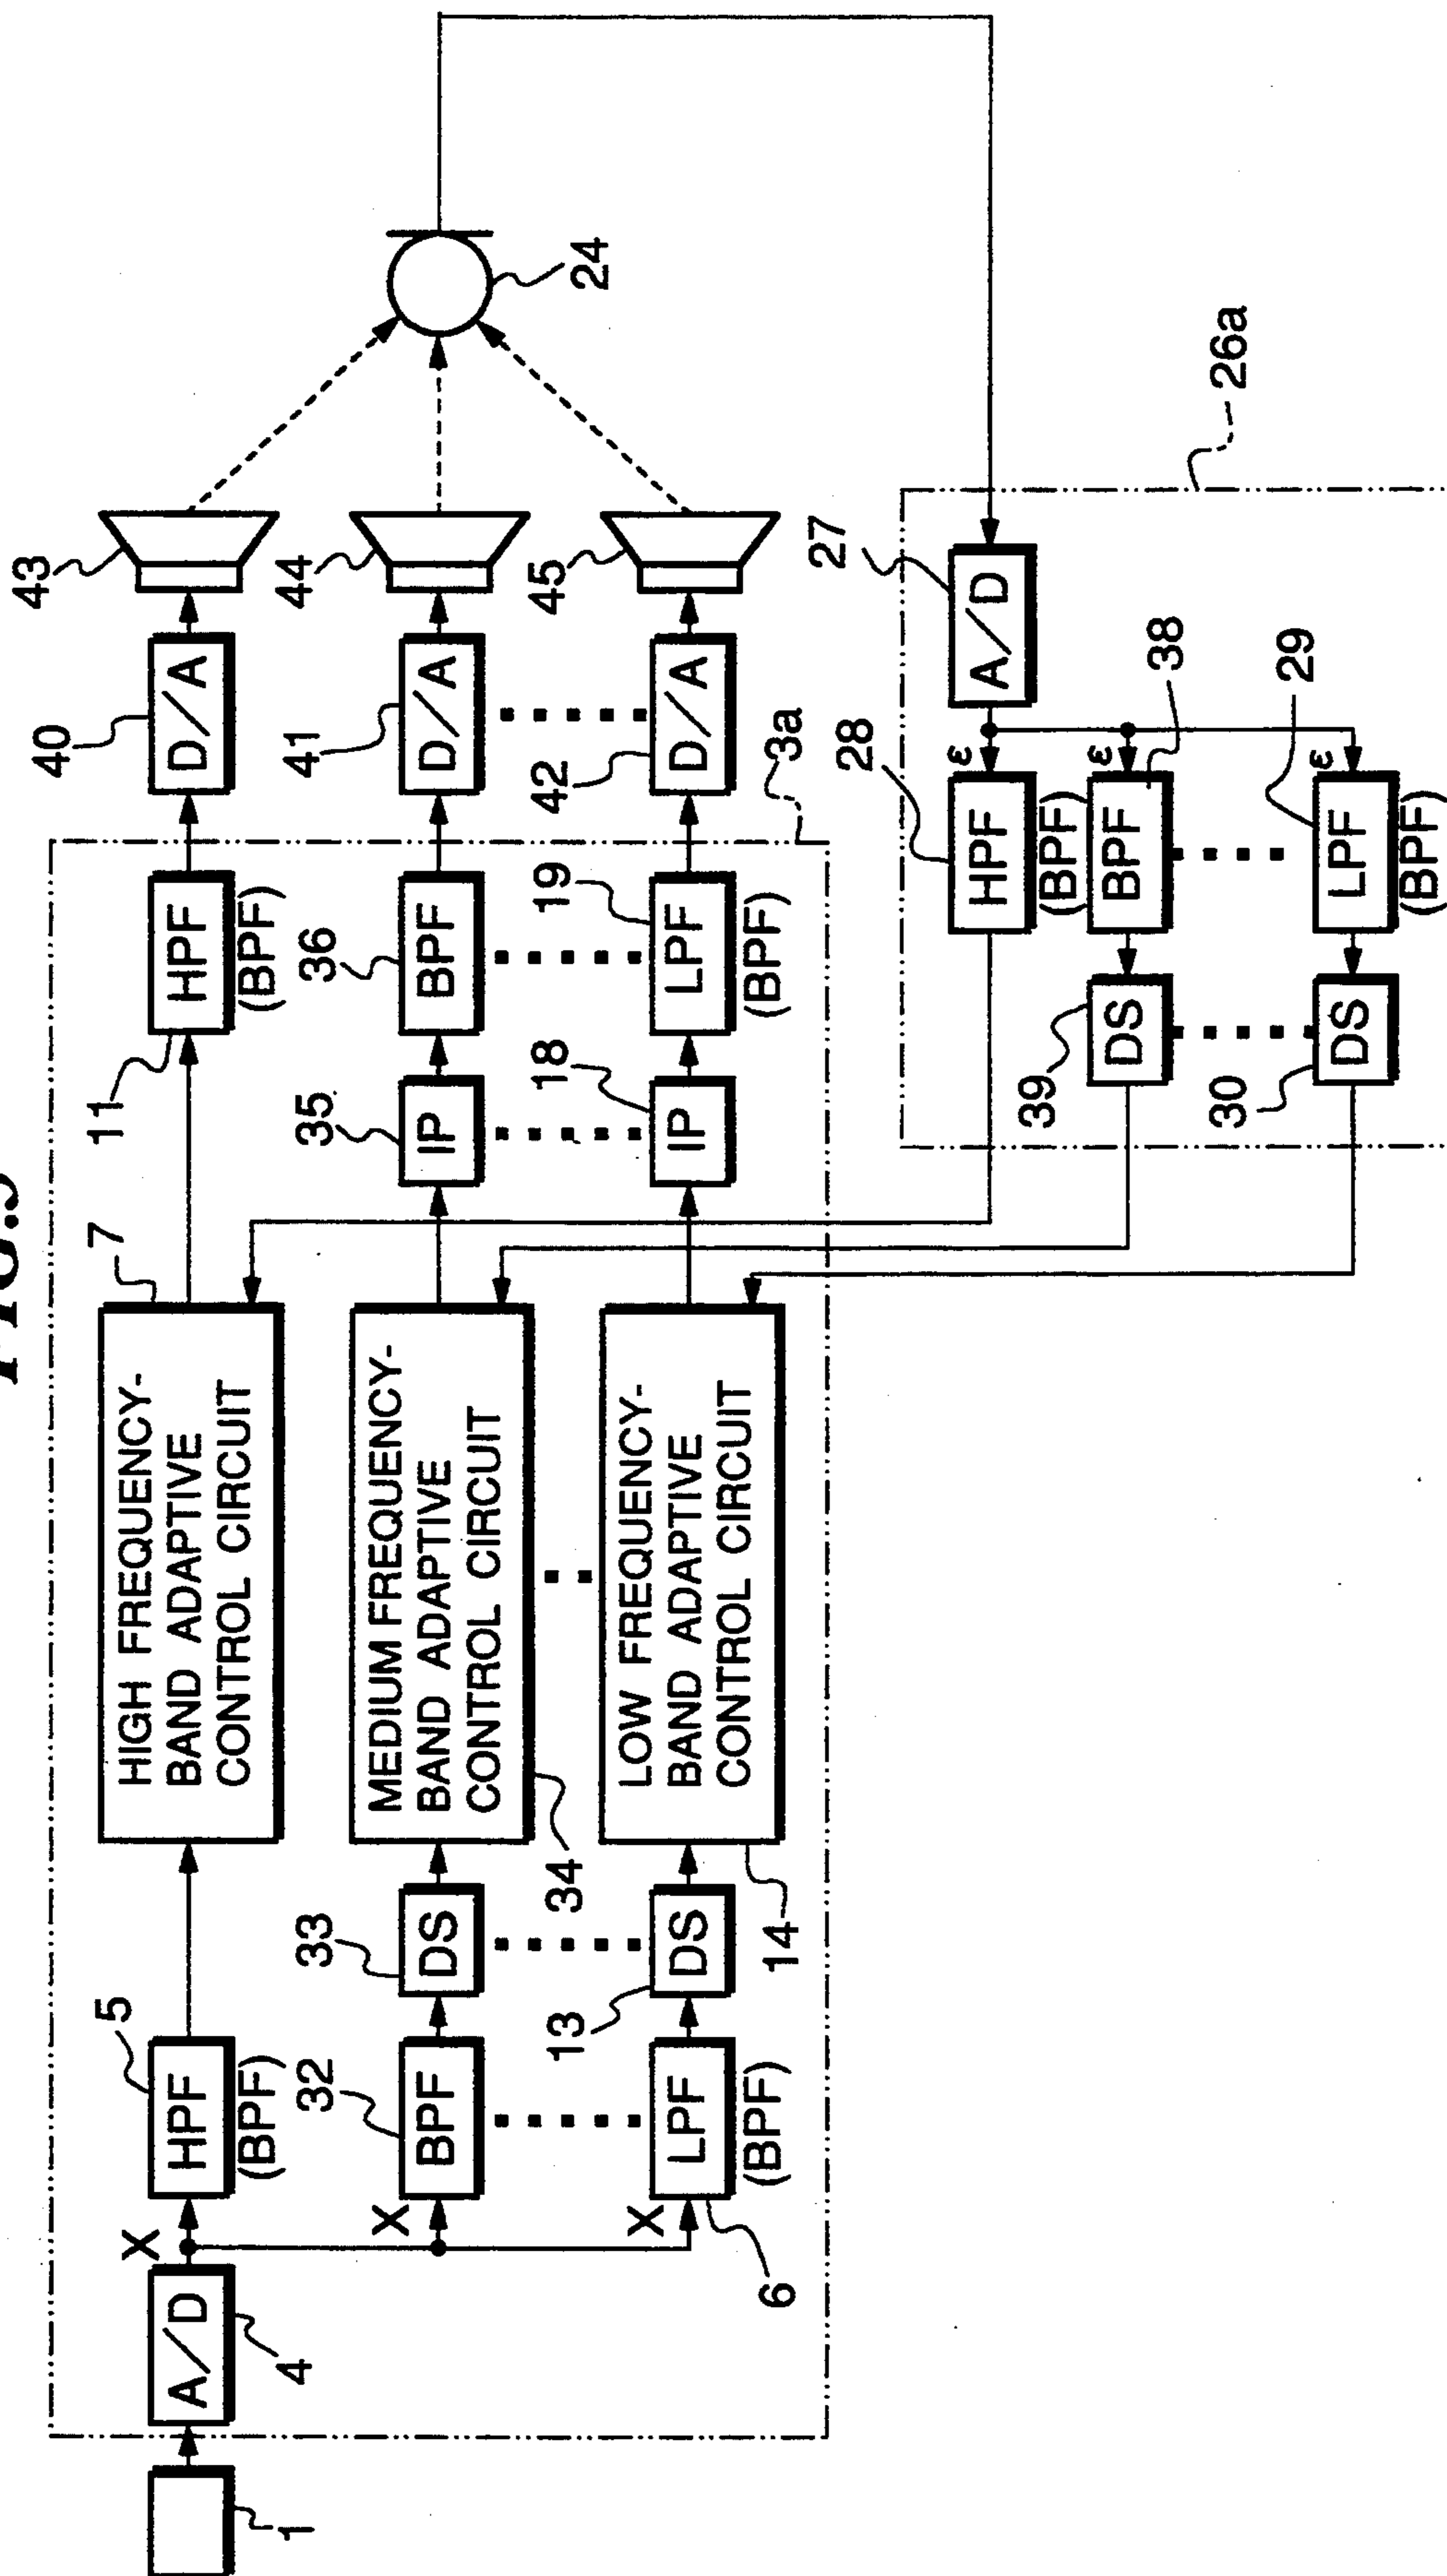 43
40
D/A
11
HPF
(BPF)
7
HIGH FREQUENCY-
BAND ADAPTIVE
CONTROL CIRCUIT
5
HPF
(BPF)
X
A/D
4
1
44
41
D/A
36
BPF
35
IP
MEDIUM FREQUENCY-
BAND ADAPTIVE
CONTROL CIRCUIT
34
33
DS
32
BPF
X
24
45
42
D/A
3a
19
LPF
(BPF)
18
IP
LOW FREQUENCY-
BAND ADAPTIVE
CONTROL CIRCUIT
14
13
DS
LPF
(BPF)
X
6
26a
27
A/D
28
ε
HPF
(BPF)
38
ε
BPF
39
DS
29
ε
LPF
(BPF)
30
DS